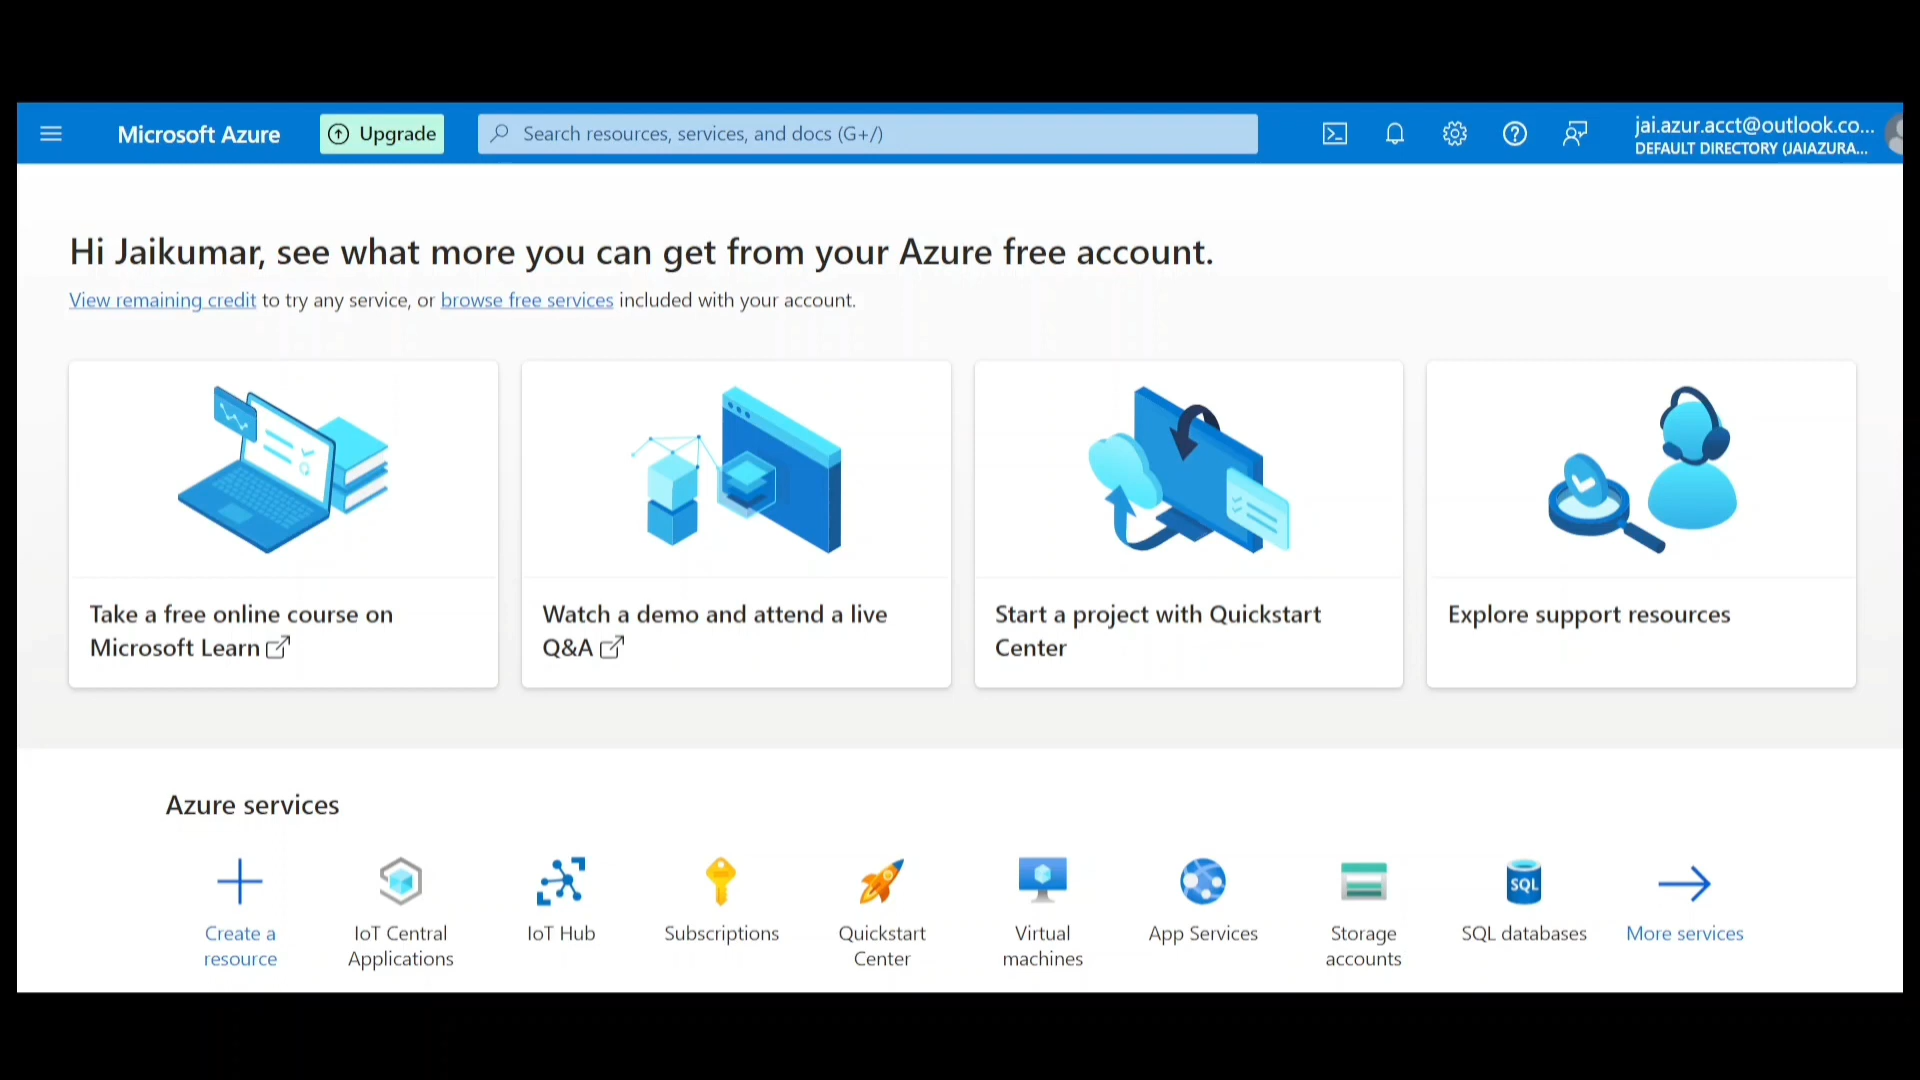 Microsoft Azure
Upgrade
Search resources, services, and docs (G+/)
jai.azur.acct@outlook.co...
DEFAULT DIRECTORY (JAIAZURA...
Hi Jaikumar, see what more you can get from your Azure free account.
View remaining credit to try any service, or browse free services included with your account.
Take a free online course on
Microsoft Learn
Watch a demo and attend a live
Q&A
Start a project with Quickstart
Center
Explore support resources
Azure services
Create a
resource
IoT Central
Applications
IoT Hub
Subscriptions
Quickstart
Center
Virtual
machines
App Services
Storage
accounts
SQL
SQL databases
More services